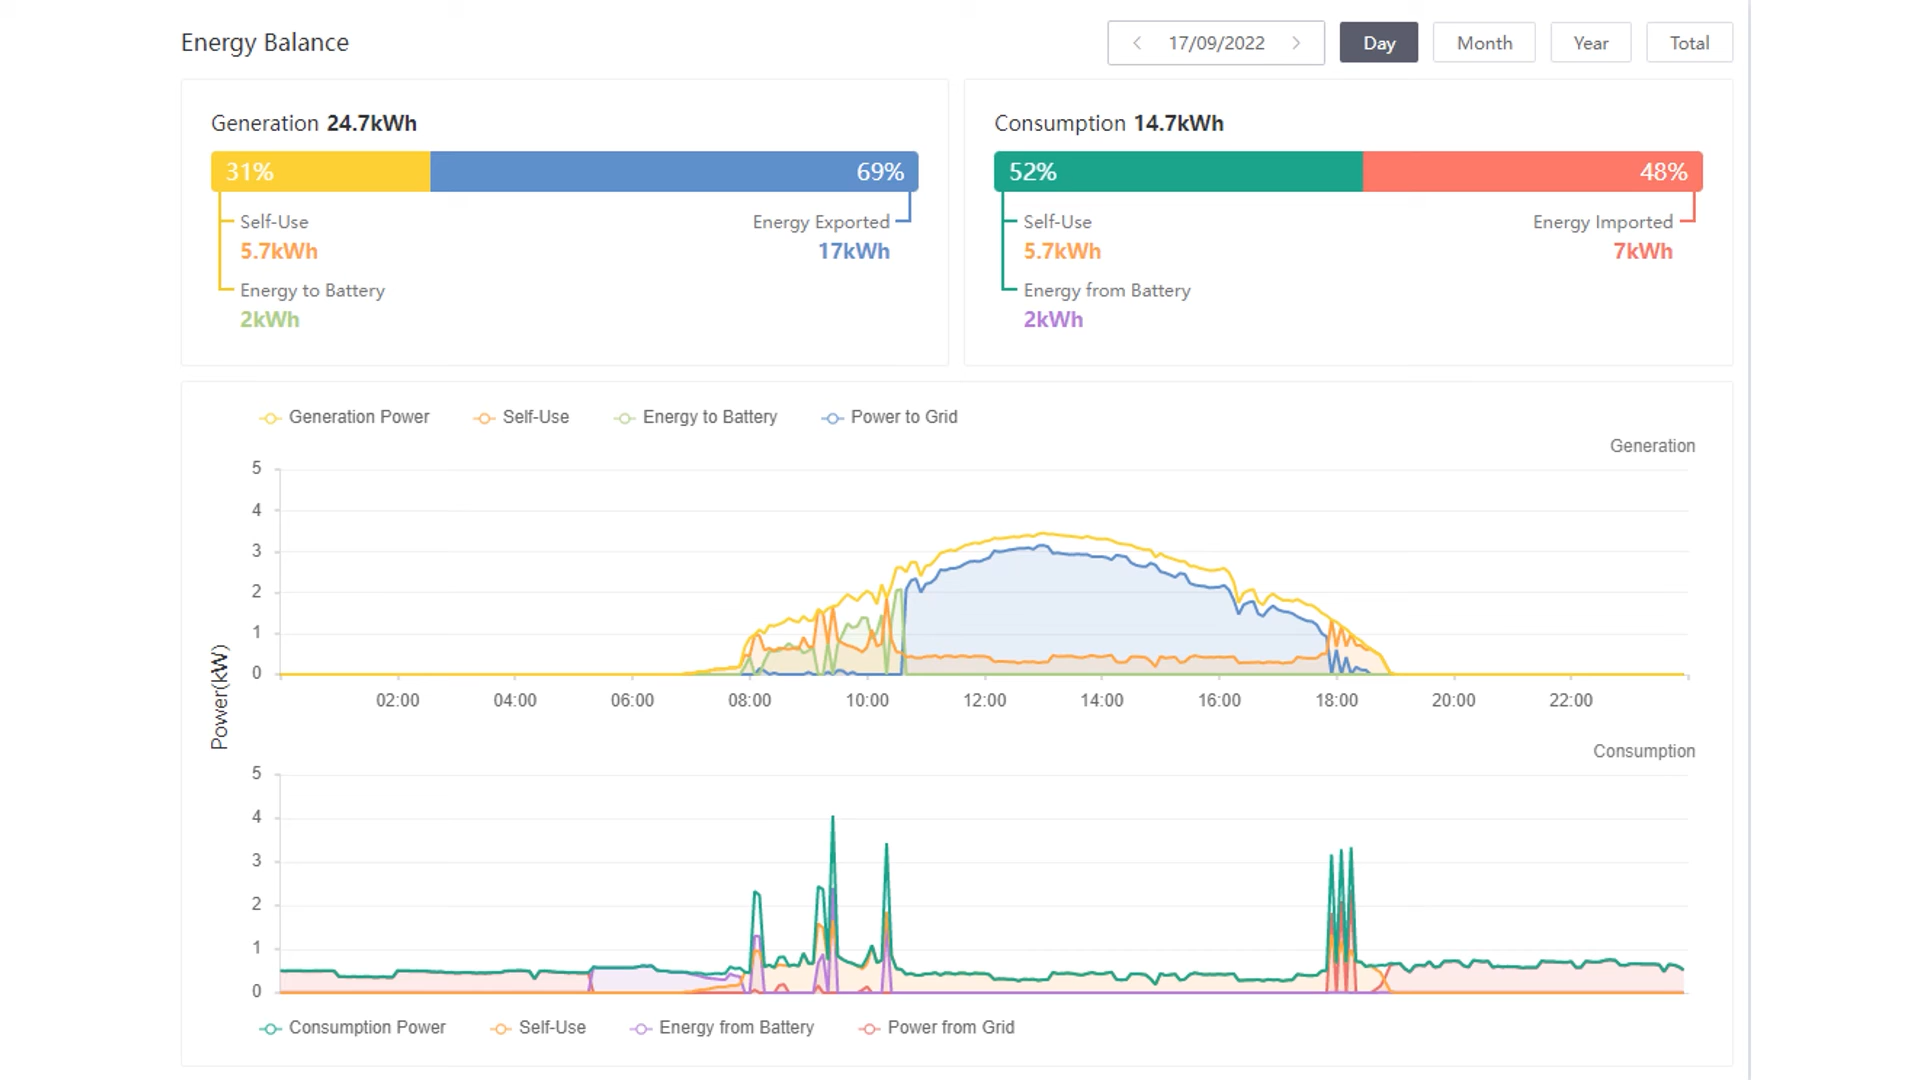 Energy Balance
17/09/2022
Day
Month
Year
Total
Generation 24.7kWh
31%
69%
Self-Use
5.7kWh
Energy Exported
17kWh
Energy to Battery
2kWh
Consumption 14.7kWh
52%
48%
Self-Use
5.7kWh
Energy Imported
7kWh
Energy from Battery
2kWh
Generation Power
Self-Use
Energy to Battery
Power to Grid
Generation
5
4
3
2
1
0
02:00
04:00
06:00
08:00
10:00
12:00
14:00
16:00
18:00
20:00
22:00
Power(kW)
Consumption
5
4
3
2
1
0
Consumption Power
Self-Use
Energy from Battery
Power from Grid